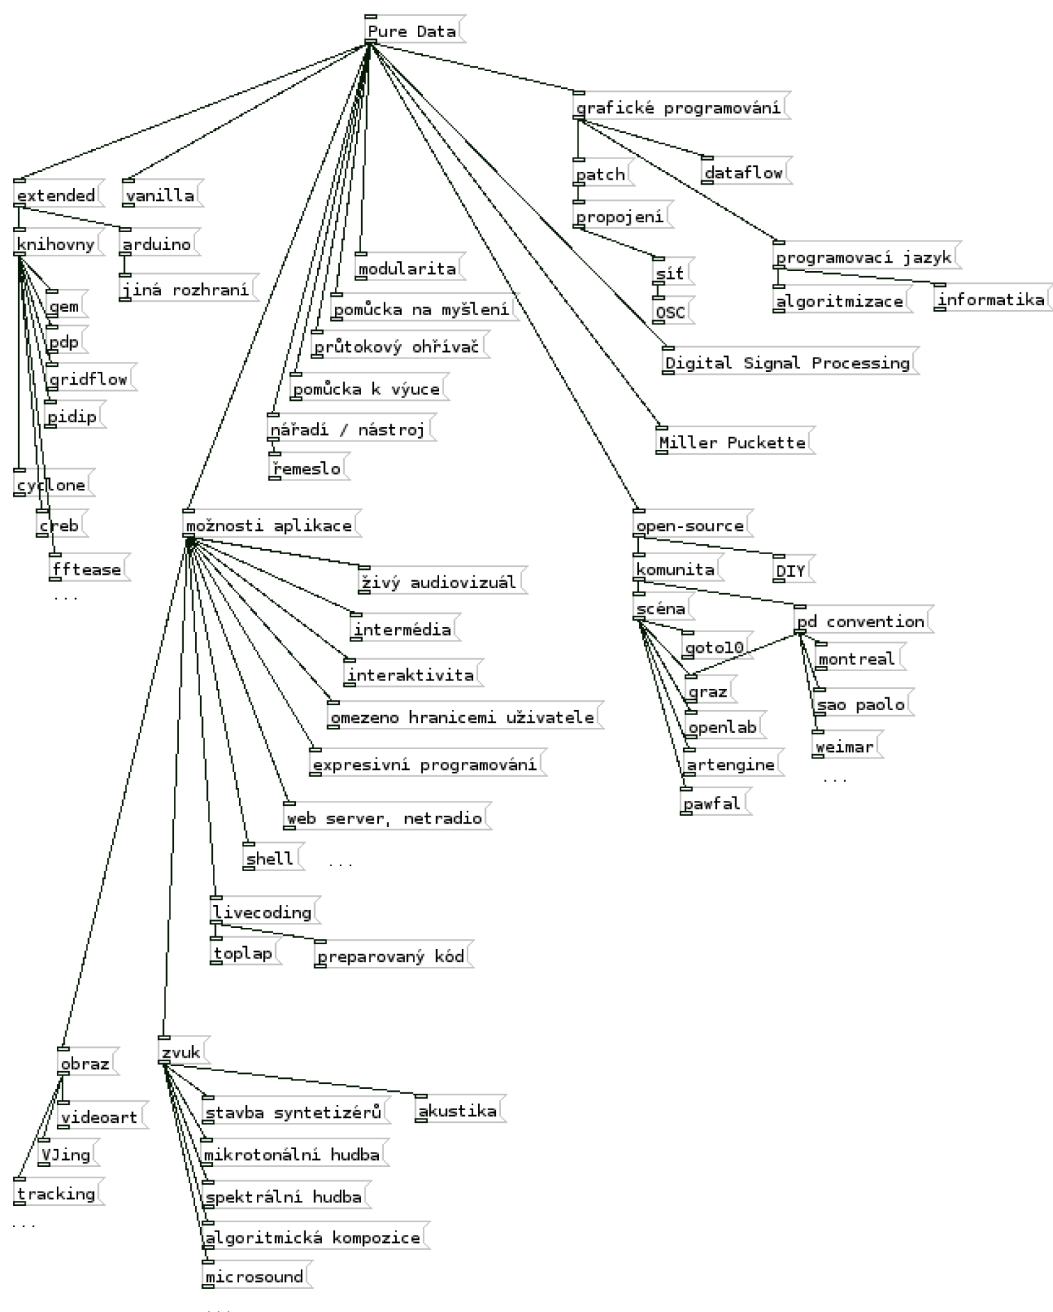 Pure Data
grafické programování
patch
dataflow
extended
vanilla
propojení
knihovny
arduino
programovací jazyk
modularita
síť
jiná rozhraní
algoritmizace
informatika
gem
pomůcka na myšlení
OSC
pdp
průtokový ohřívač
Digital Signal Processing
gridflow
pomůcka k výuce
pidip
nářadí / nástroj
Miller Puckette
řemeslo
cyclone
creb
možnosti aplikace
open-source
fftease
komunita
DIY
živý audiovizuál
...
scéna
pd convention
intermédia
goto10
montreal
interaktivita
graz
sao paolo
omezeno hranicemi uživatele
openlab
weimar
expresivní programování
artengine
...
pawfal
web server, netradio
shell
...
livecoding
toplap
preparovaný kód
obraz
zvuk
videoart
stavba syntetizérů
akustika
VJing
mikrotonální hudba
tracking
spektrální hudba
...
algoritmická kompozice
microsound
...